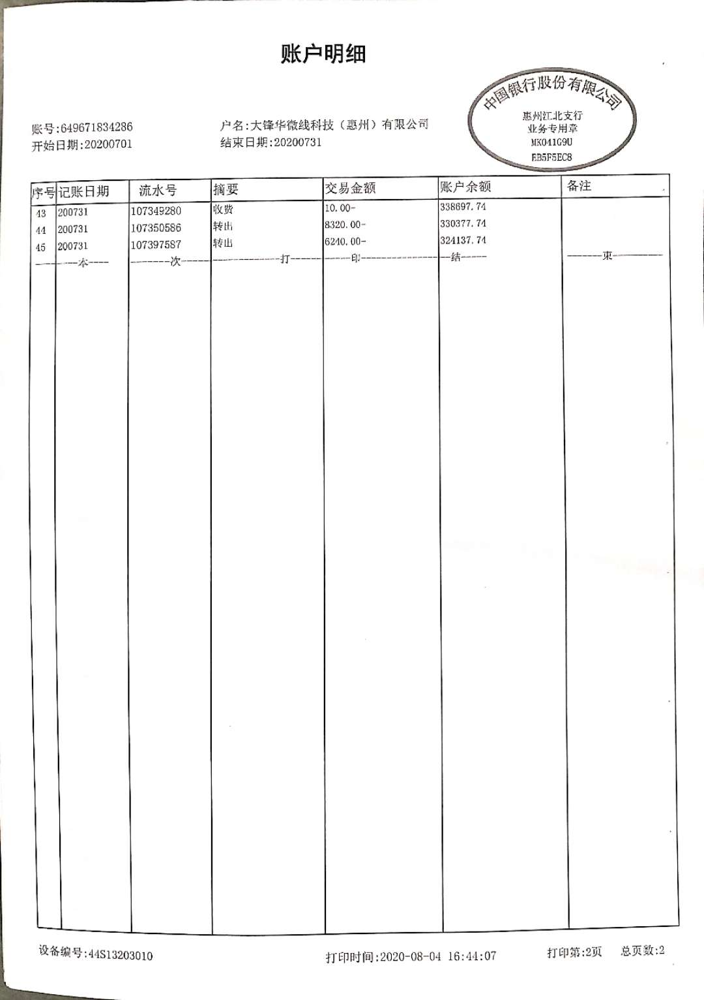 账户明细
中国银行股份有限公司
惠州江北支行
业务专用章
MK041G9U
EB5F5EC8
账号:649671834286 户名:大锋华微线科技（惠州）有限公司
开始日期:20200701 结束日期:20200731
序号 记账日期 流水号 摘要 交易金额 账户余额 备注
43 200731 107349280 收费 10.00- 338697.74
44 200731 107350586 转出 8320.00- 330377.74
45 200731 107397587 转出 6240.00- 324137.74
--------本---- -------次--------------------打-----------印----------------结----- -------束---------
设备编号:44S13203010 打印时间:2020-08-04 16:44:07 打印第:2页 总页数:2